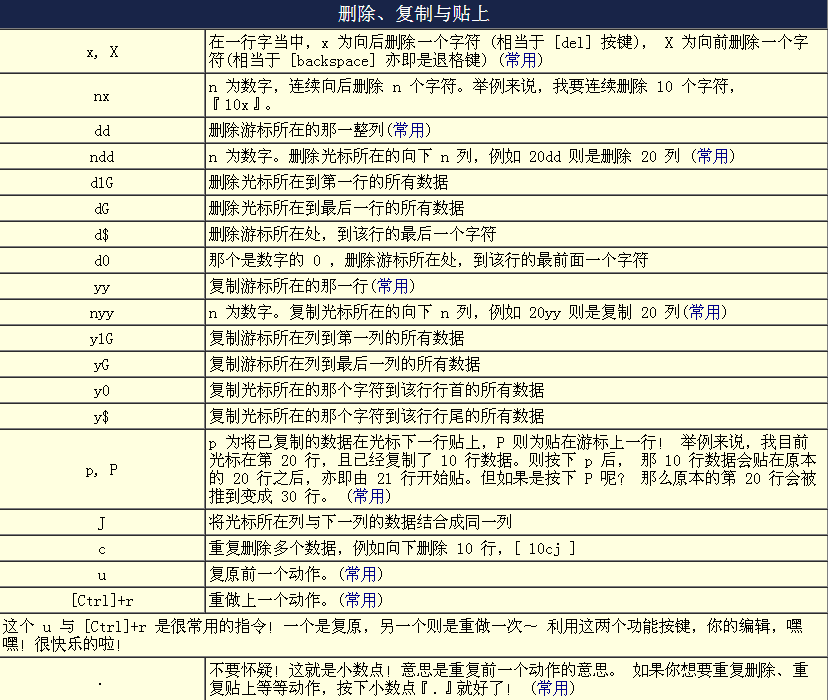 删除、复制与贴上
x, X
在一行字当中, x 为向后删除一个字符 (相当于 [del] 按键), X 为向前删除一个字
符(相当于 [backspace] 亦即是退格键) (常用)
nx
n 为数字, 连续向后删除 n 个字符。举例来说, 我要连续删除 10 个字符,
『10x』。
dd
删除游标所在的那一整列(常用)
ndd
n 为数字。删除光标所在的向下 n 列, 例如 20dd 则是删除 20 列 (常用)
d1G
删除光标所在到第一行的所有数据
dG
删除光标所在到最后一行的所有数据
d$
删除游标所在处, 到该行的最后一个字符
d0
那个是数字的 0 , 删除游标所在处, 到该行的最前面一个字符
yy
复制游标所在的那一行(常用)
nyy
n 为数字。复制光标所在的向下 n 列, 例如 20yy 则是复制 20 列(常用)
y1G
复制游标所在列到第一列的所有数据
yG
复制游标所在列到最后一列的所有数据
y0
复制光标所在的那个字符到该行行首的所有数据
y$
复制光标所在的那个字符到该行行尾的所有数据
p, P
p 为将已复制的数据在光标下一行贴上, P 则为贴在游标上一行! 举例来说, 我目前
光标在第 20 行, 且已经复制了 10 行数据。则按下 p 后, 那 10 行数据会贴在原本
的 20 行之后, 亦即由 21 行开始贴。但如果是按下 P 呢? 那么原本的第 20 行会被
推到变成 30 行。 (常用)
J
将光标所在列与下一列的数据结合成同一列
c
重复删除多个数据, 例如向下删除 10 行, [ 10cj ]
u
复原前一个动作。(常用)
[Ctrl]+r
重做上一个动作。(常用)
这个 u 与 [Ctrl]+r 是很常用的指令! 一个是复原, 另一个则是重做一次～ 利用这两个功能按键, 你的编辑, 嘿
嘿! 很快乐的啦!
.
不要怀疑! 这就是小数点! 意思是重复前一个动作的意思。 如果你想要重复删除、重
复贴上等等动作, 按下小数点『.』就好了! (常用)